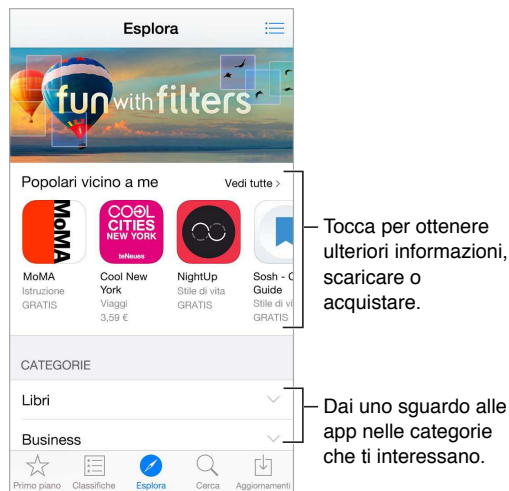 Esplora
fun with filters
Popolari vicino a me
Vedi tutte >
MoMA
COOL
CITIES
NEW YORK
teNeues
MoMA
Istruzione
GRATIS
Cool New
York
Viaggi
3,59 €
NightUp
Stile di vita
GRATIS
Sosh - C
Guide
Stile di vi
GRATIS
Tocca per ottenere
ulteriori informazioni,
scaricare o
acquistare.
CATEGORIE
Libri
Business
Dai uno sguardo alle
app nelle categorie
che ti interessano.
Primo piano
Classifiche
Esplora
Cerca
Aggiornamenti